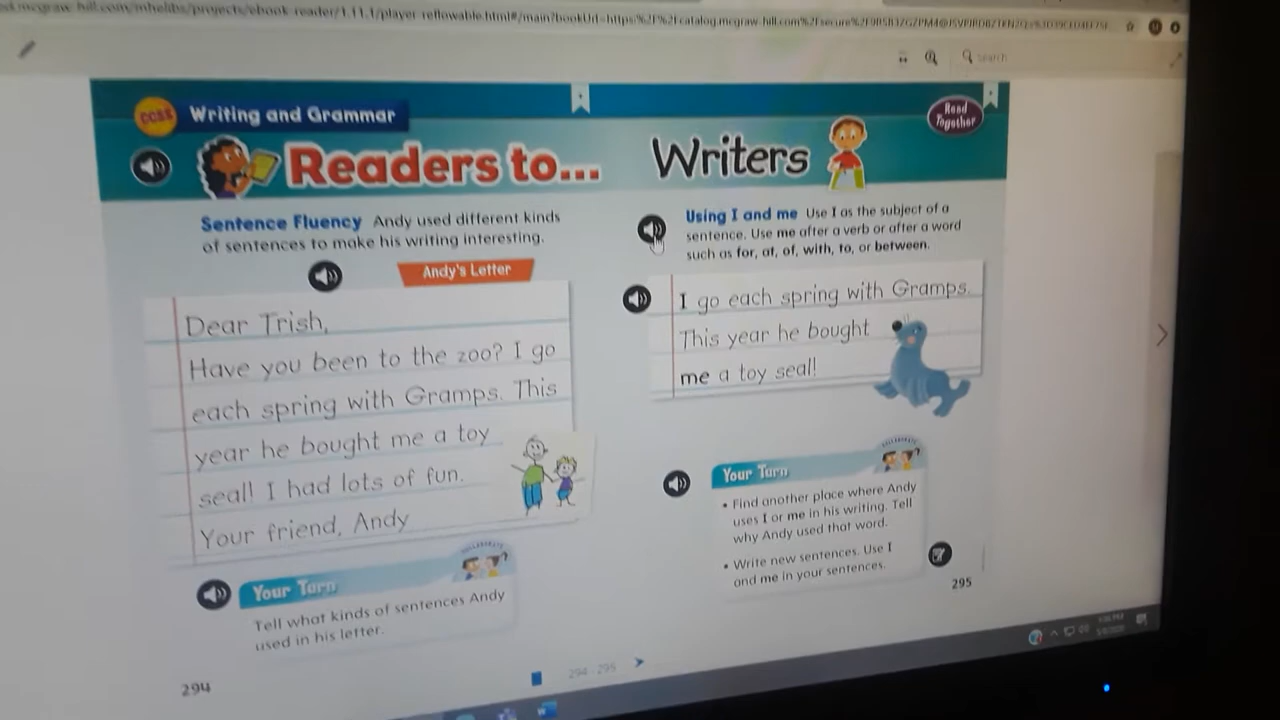 Search
CCSS Writing and Grammar
Read
Together
Readers to...
Writers
Sentence Fluency Andy used different kinds
of sentences to make his writing interesting.
Andy's Letter
Dear Trish,
Have you been to the zoo? I go
each spring with Gramps. This
year he bought me a toy
seal! I had lots of fun.
Your friend, Andy
COLLABORATE
Your Turn
Tell what kinds of sentences Andy
used in his letter.
294
Using I and me Use I as the subject of a
sentence. Use me after a verb or after a word
such as for, at, of, with, to, or between.
I go each spring with Gramps.
This year he bought
me a toy seal!
COLLABORATE
Your Turn
• Find another place where Andy
uses I or me in his writing. Tell
why Andy used that word.
• Write new sentences. Use I
and me in your sentences.
295
294 - 295